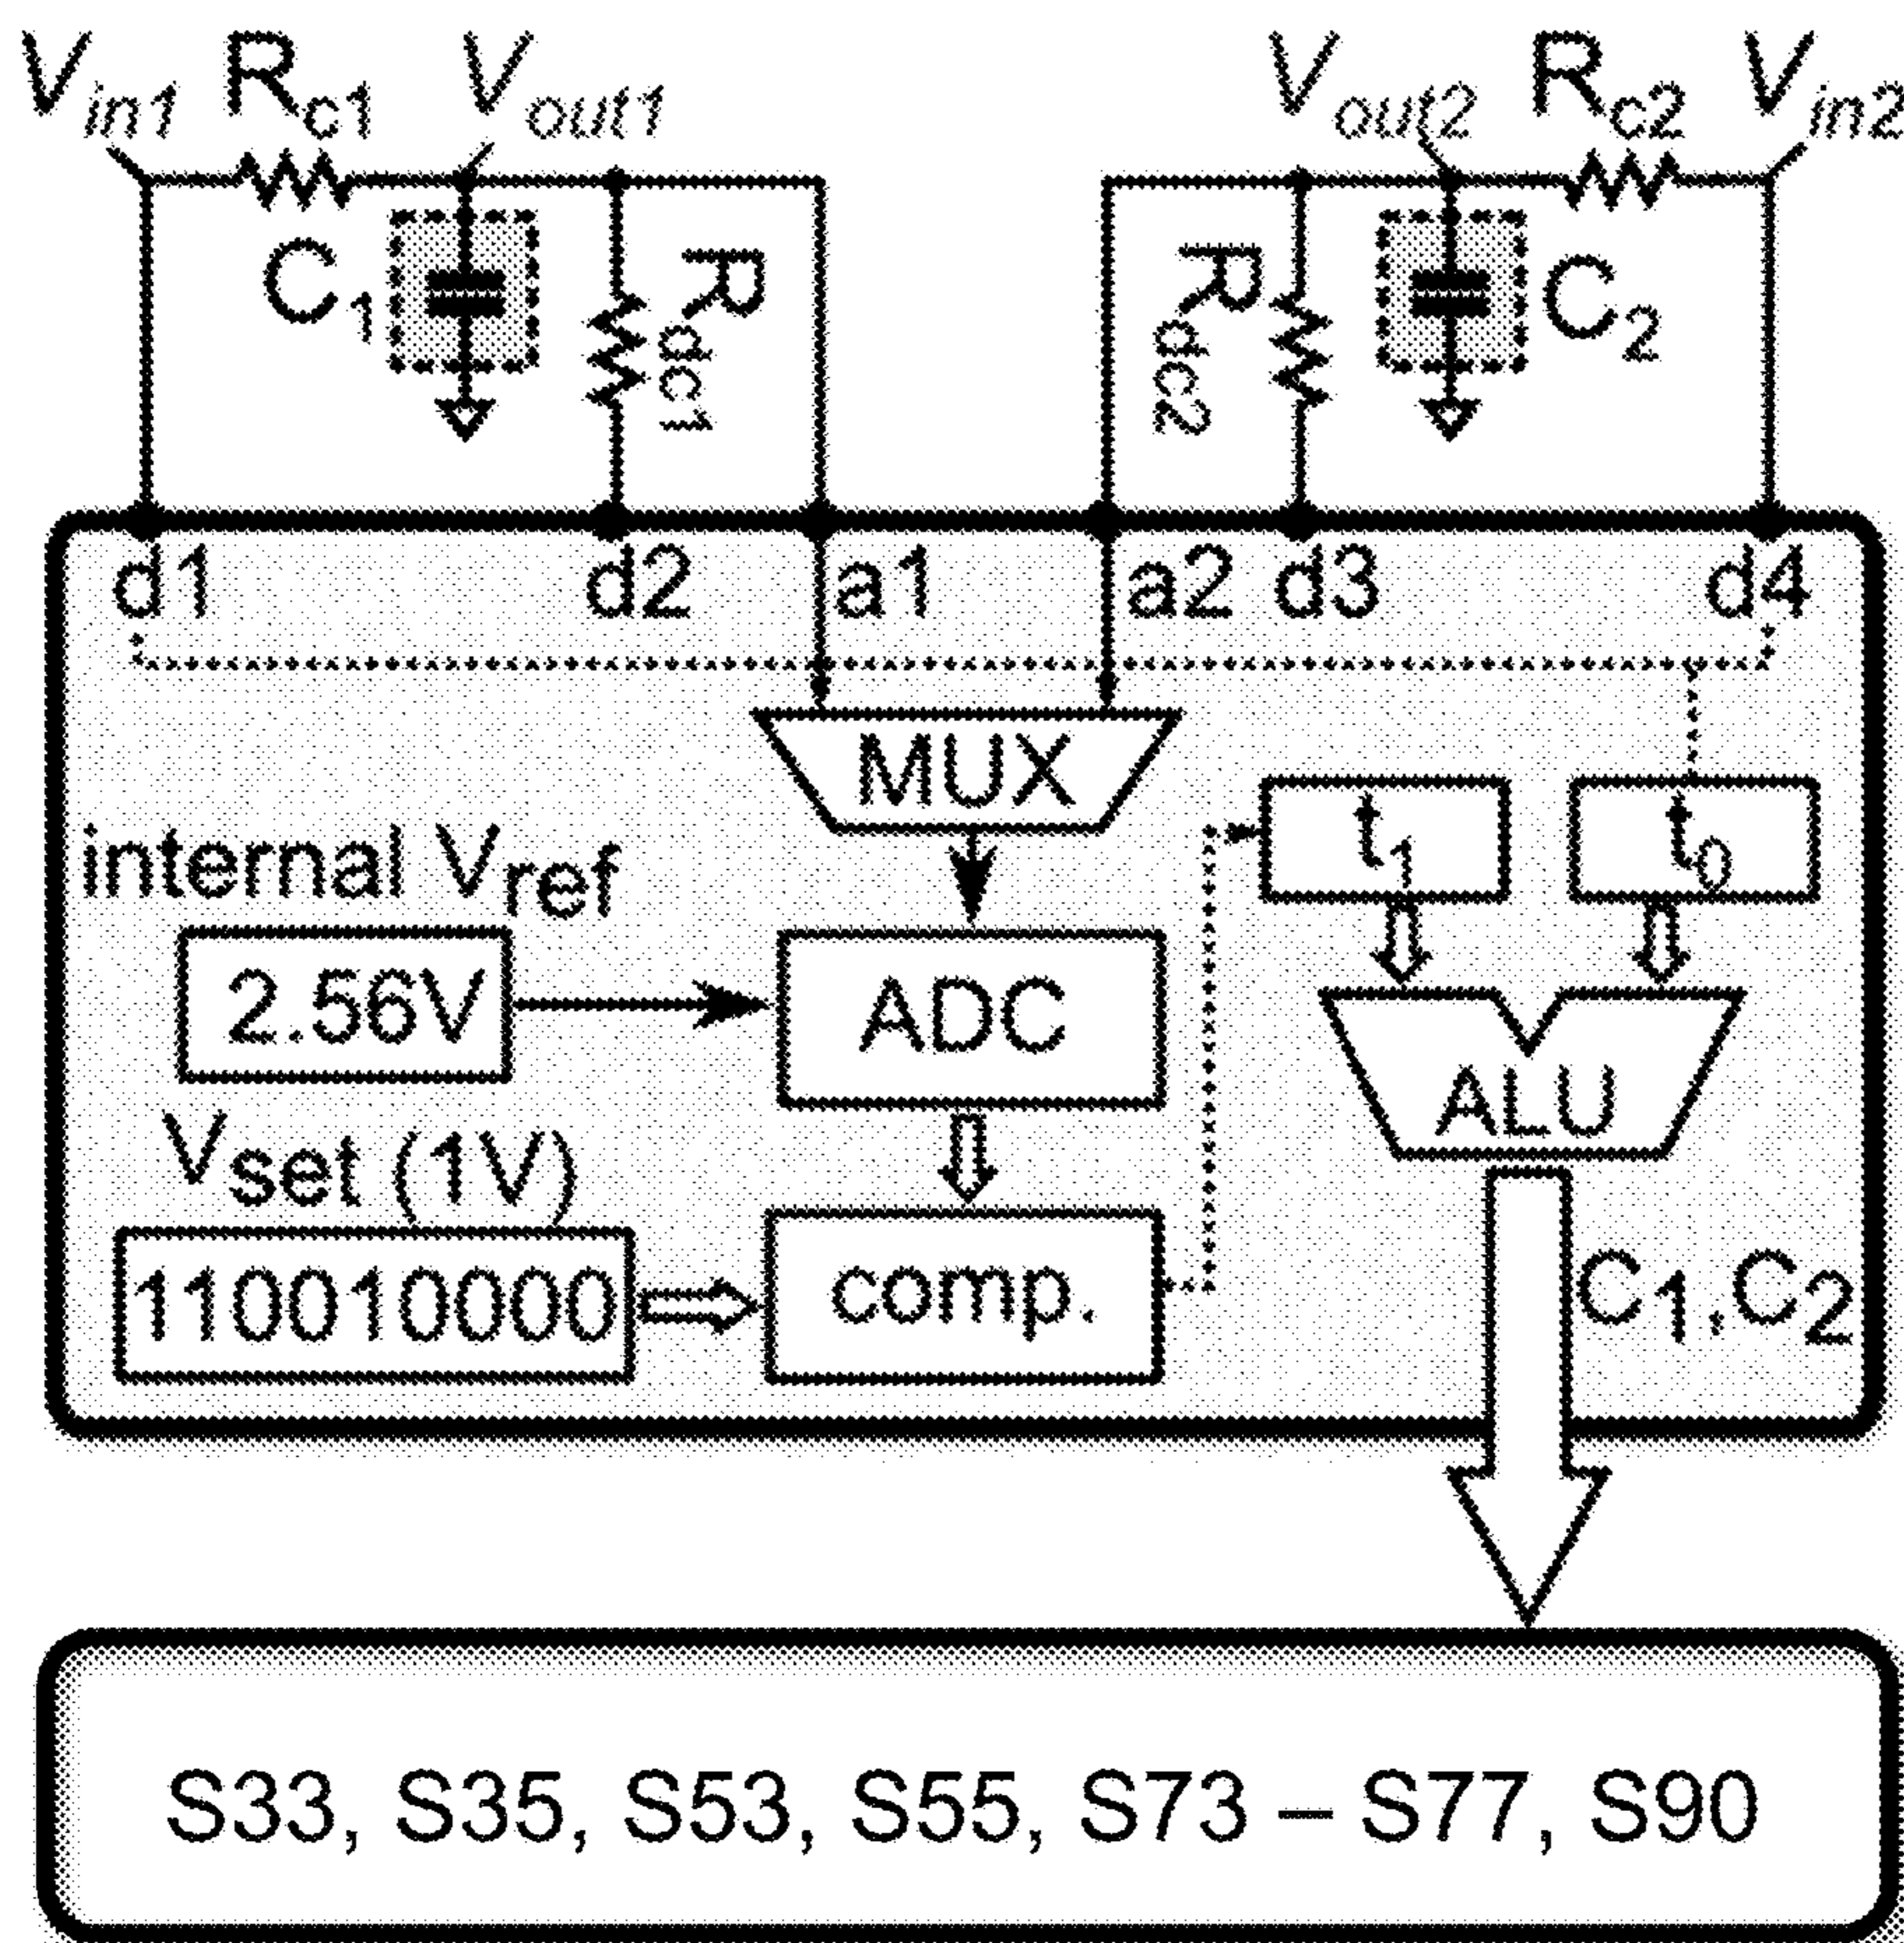 Vin1 Rc1 Vout1 Vout2 Rc2 Vin2
C1 Rdc1 Rdc2 C2
d1 d2 a1 a2 d3 d4
MUX
internal Vref
t1 t0
2.56V
ADC
ALU
Vset (1V)
110010000
comp.
C1,C2
S33, S35, S53, S55, S73 – S77, S90